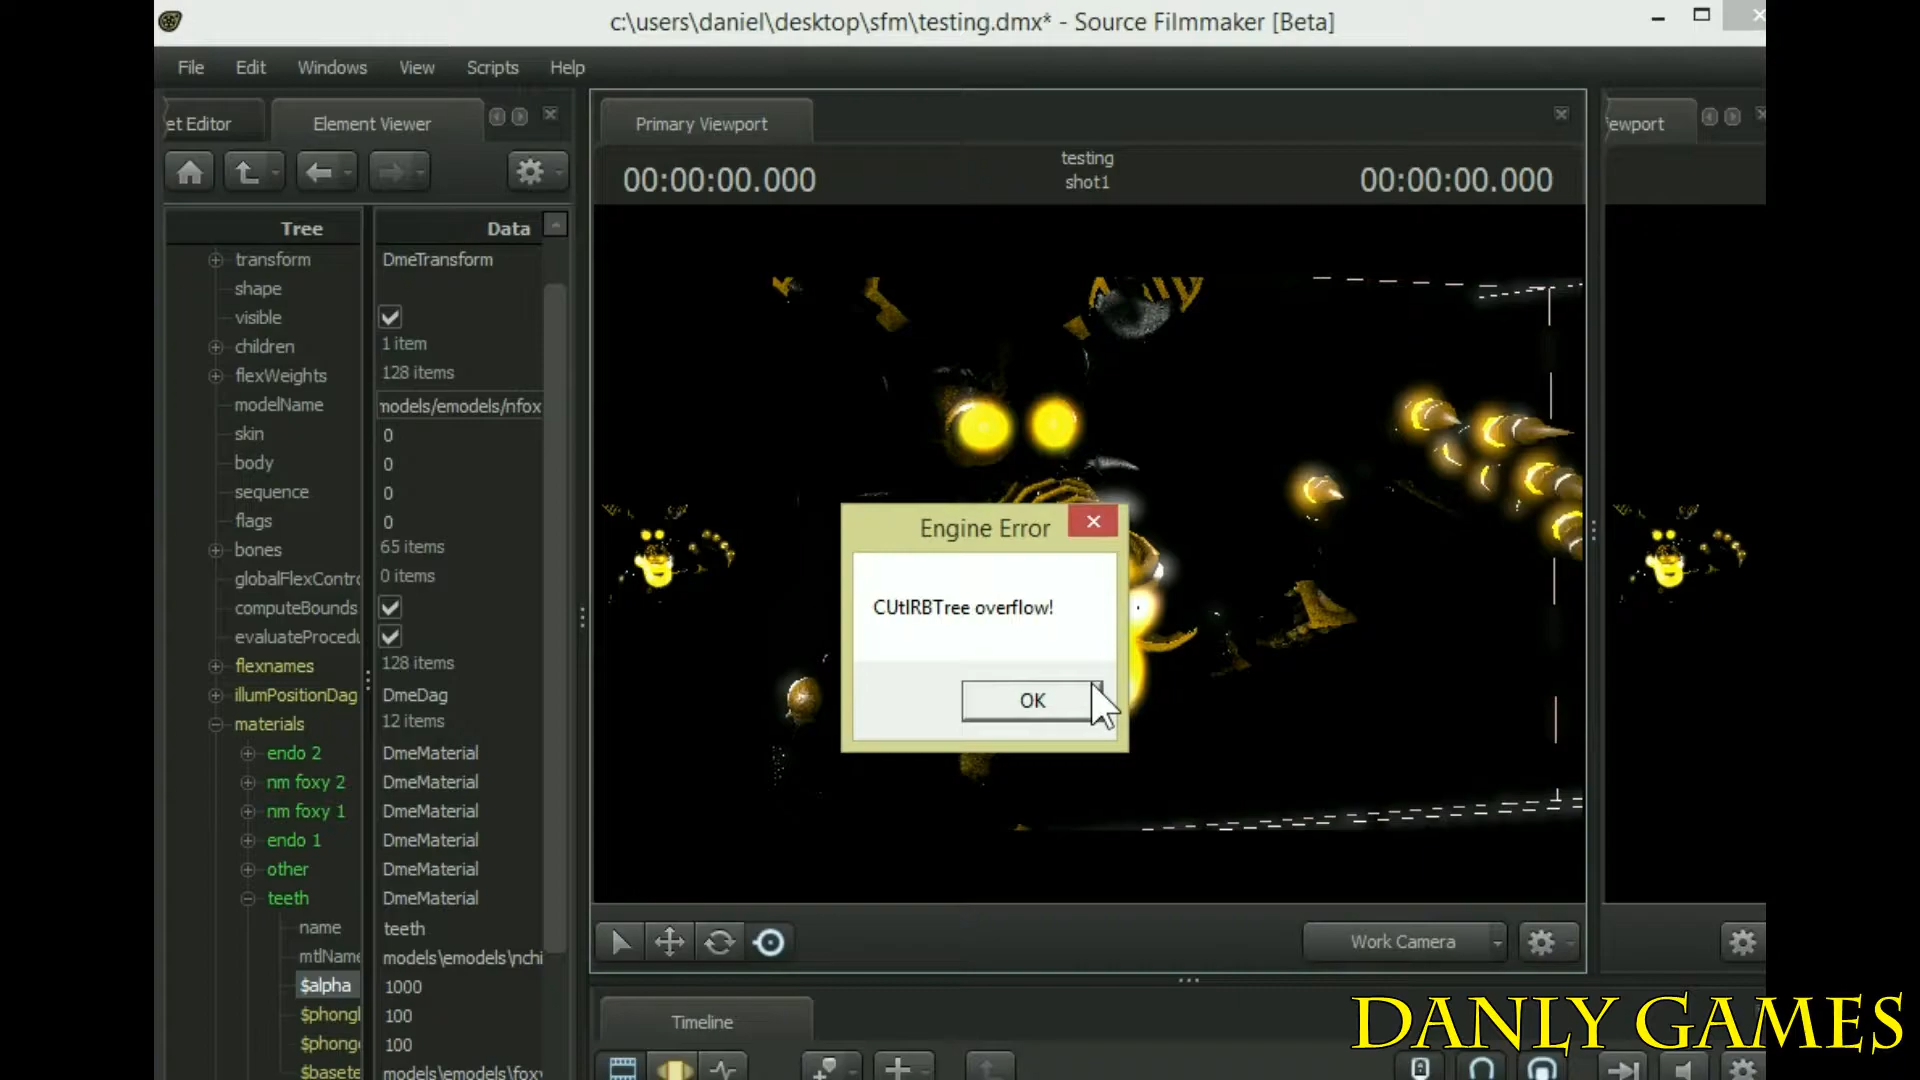 c:\users\daniel\desktop\sfm\testing.dmx* - Source Filmmaker [Beta]
File Edit Windows View Scripts Help
et Editor Element Viewer Primary Viewport ewport
testing
00:00:00.000 shot1 00:00:00.000
Tree Data
transform DmeTransform
shape
visible
children 1 item
flexWeights 128 items
modelName models/emodels/nfox
skin 0
body 0
sequence 0
flags 0
bones 65 items
globalFlexContro 0 items
computeBounds
evaluateProcedu
flexnames 128 items
illumPositionDag DmeDag
materials 12 items
endo 2 DmeMaterial
nm foxy 2 DmeMaterial
nm foxy 1 DmeMaterial
endo 1 DmeMaterial
other DmeMaterial
teeth DmeMaterial
name teeth
mtlName models\emodels\nchi
$alpha 1000
$phongl 100
$phonge 100
$basete models/emodels/foxy
Engine Error
CUtlRBTree overflow!
OK
Work Camera
Timeline
DANLY GAMES